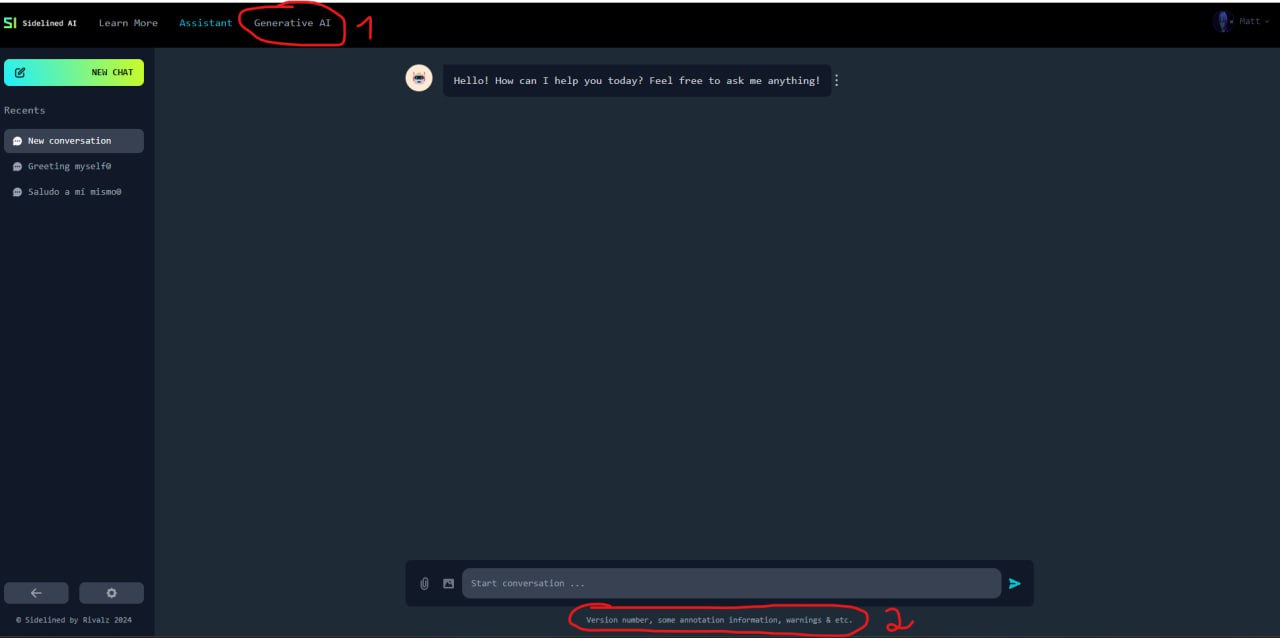 SI Sidelined AI Learn More Assistant Generative AI 1 Matt
NEW CHAT
Hello! How can I help you today? Feel free to ask me anything!
Recents
New conversation
Greeting myself0
Saludo a mí mismo0
Start conversation ...
© Sidelined by Rivalz 2024
Version number, some annotation information, warnings & etc. 2